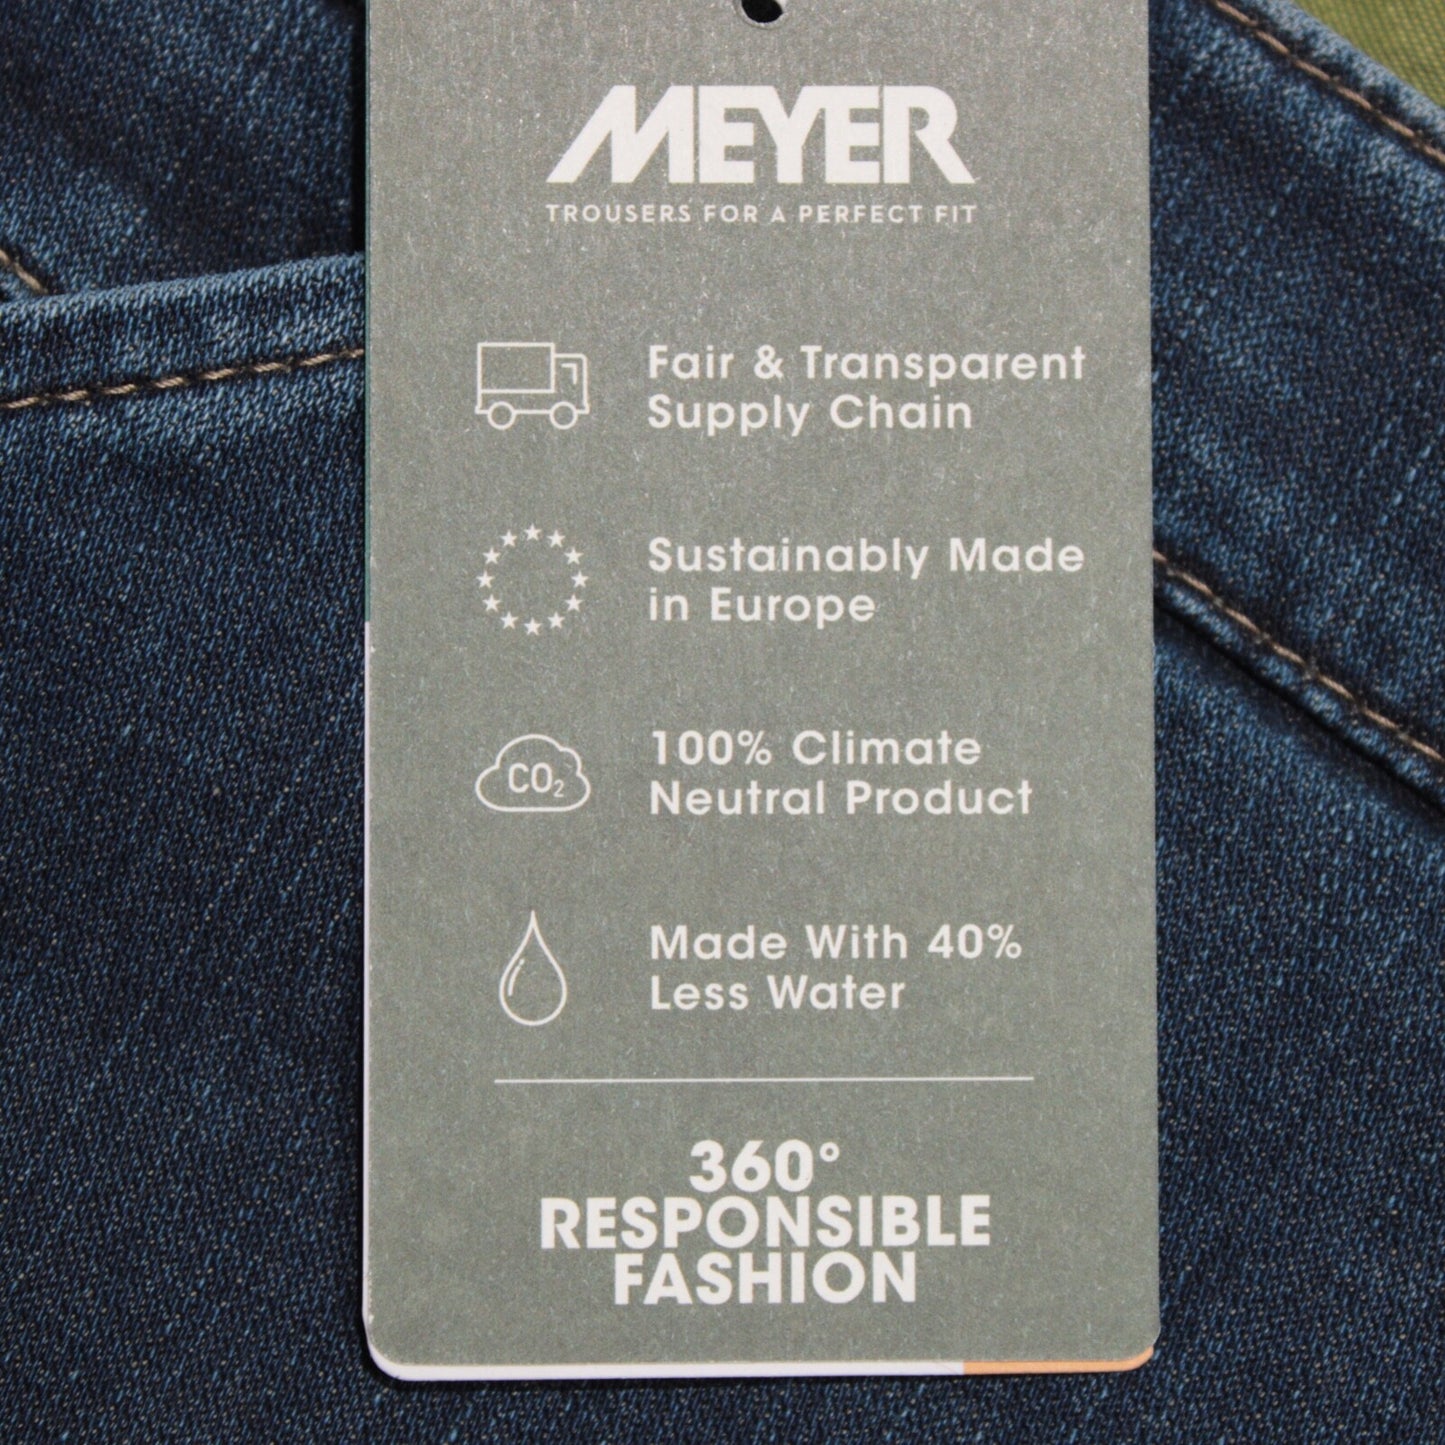 MEYER
TROUSERS FOR A PERFECT FIT
Fair & Transparent
Supply Chain
Sustainably Made
in Europe
CO₂
100% Climate
Neutral Product
Made With 40%
Less Water
360°
RESPONSIBLE
FASHION